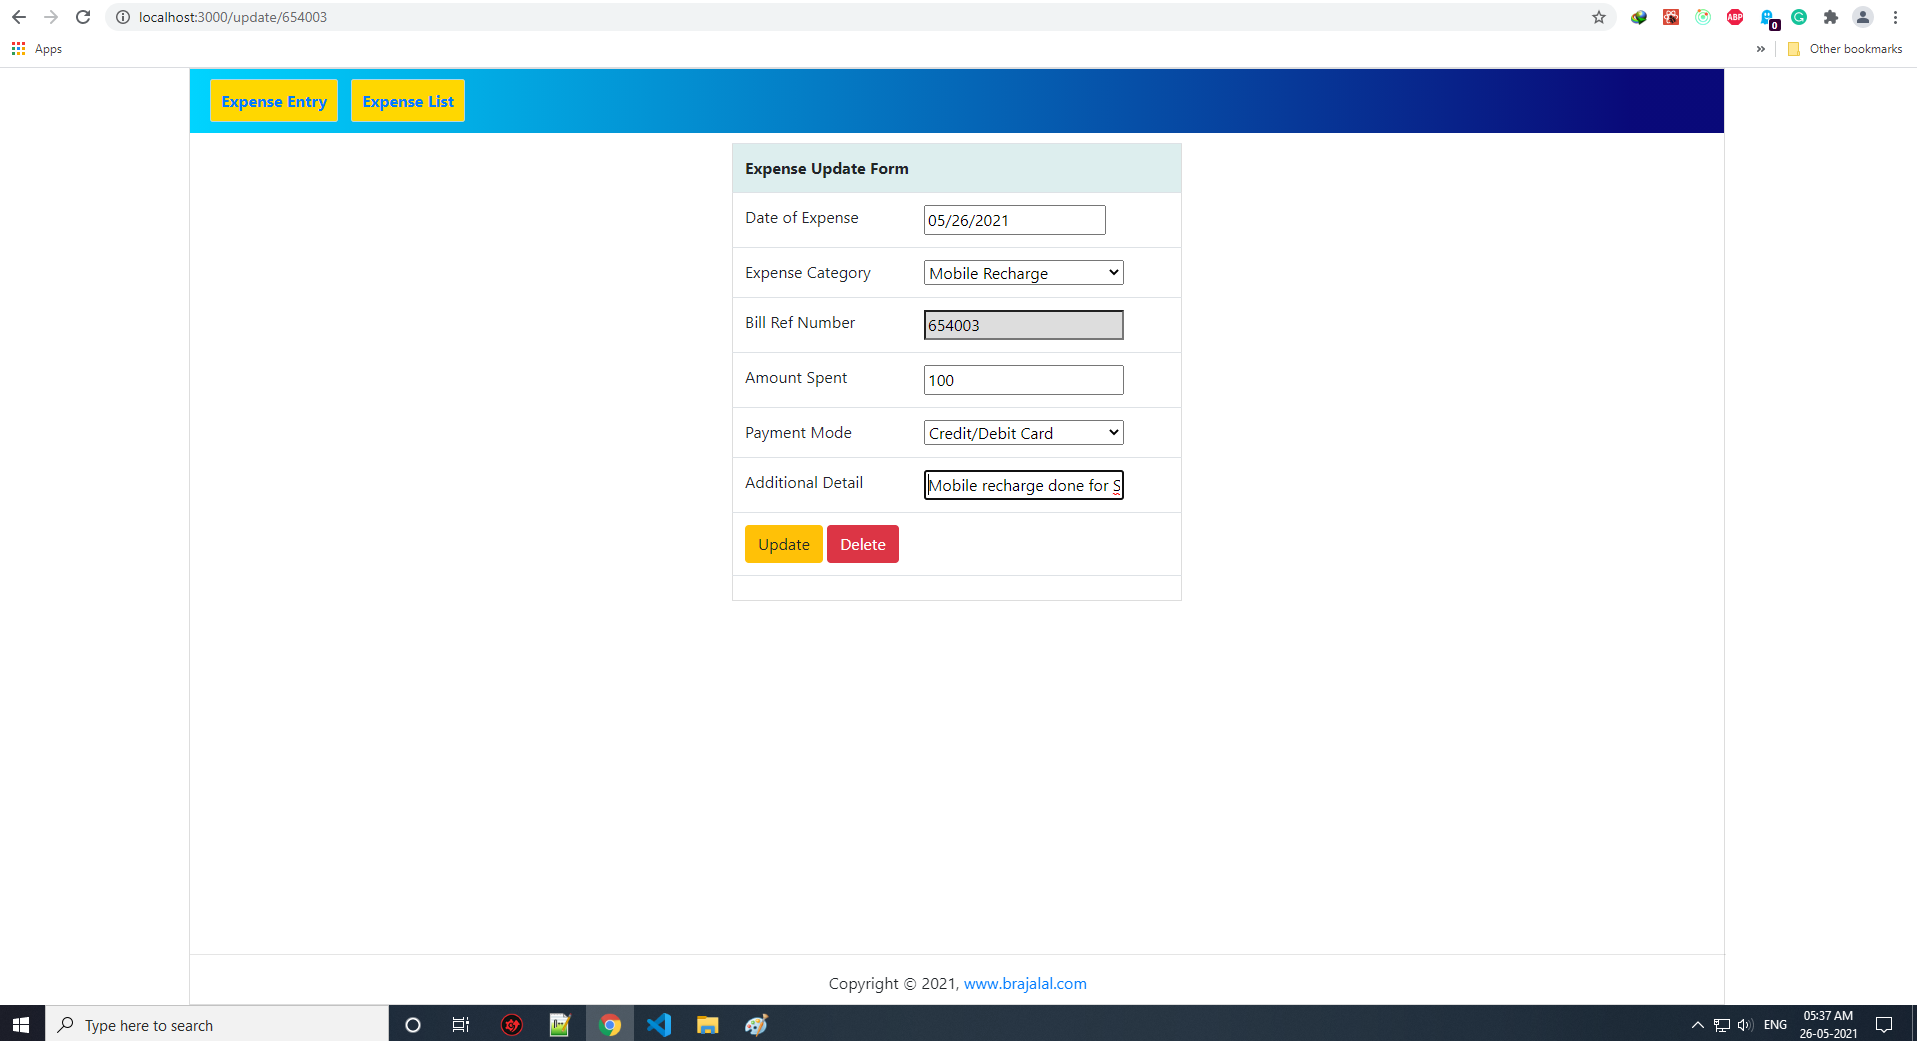 localhost:3000/update/654003
ABP
0
Apps
» Other bookmarks
Expense Entry Expense List
Expense Update Form
Date of Expense 05/26/2021
Expense Category Mobile Recharge
Bill Ref Number 654003
Amount Spent 100
Payment Mode Credit/Debit Card
Additional Detail Mobile recharge done for S
Update Delete
Copyright © 2021, www.brajalal.com
Type here to search
ENG
05:37 AM
26-05-2021